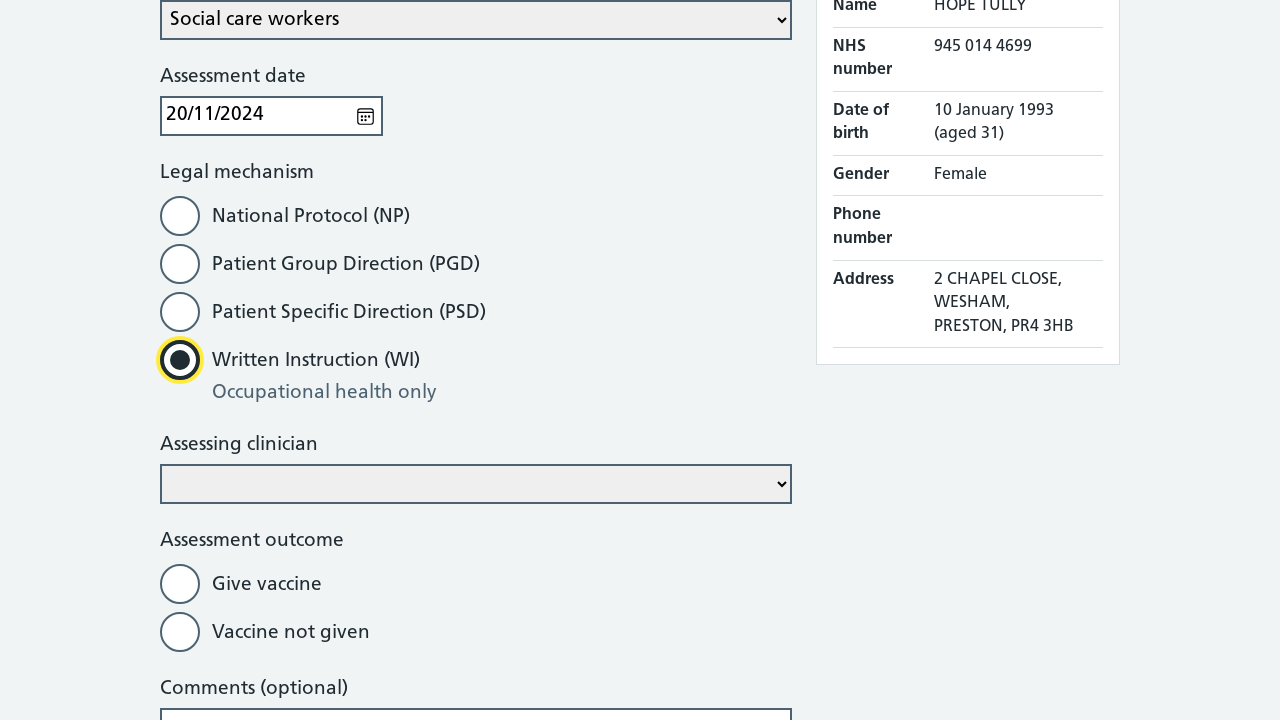 Social care workers
Assessment date
20/11/2024
Legal mechanism
National Protocol (NP)
Patient Group Direction (PGD)
Patient Specific Direction (PSD)
Written Instruction (WI)
Occupational health only
Assessing clinician
Assessment outcome
Give vaccine
Vaccine not given
Comments (optional)
Name HOPE TULLY
NHS number 945 014 4699
Date of birth 10 January 1993 (aged 31)
Gender Female
Phone number
Address 2 CHAPEL CLOSE,
WESHAM,
PRESTON, PR4 3HB